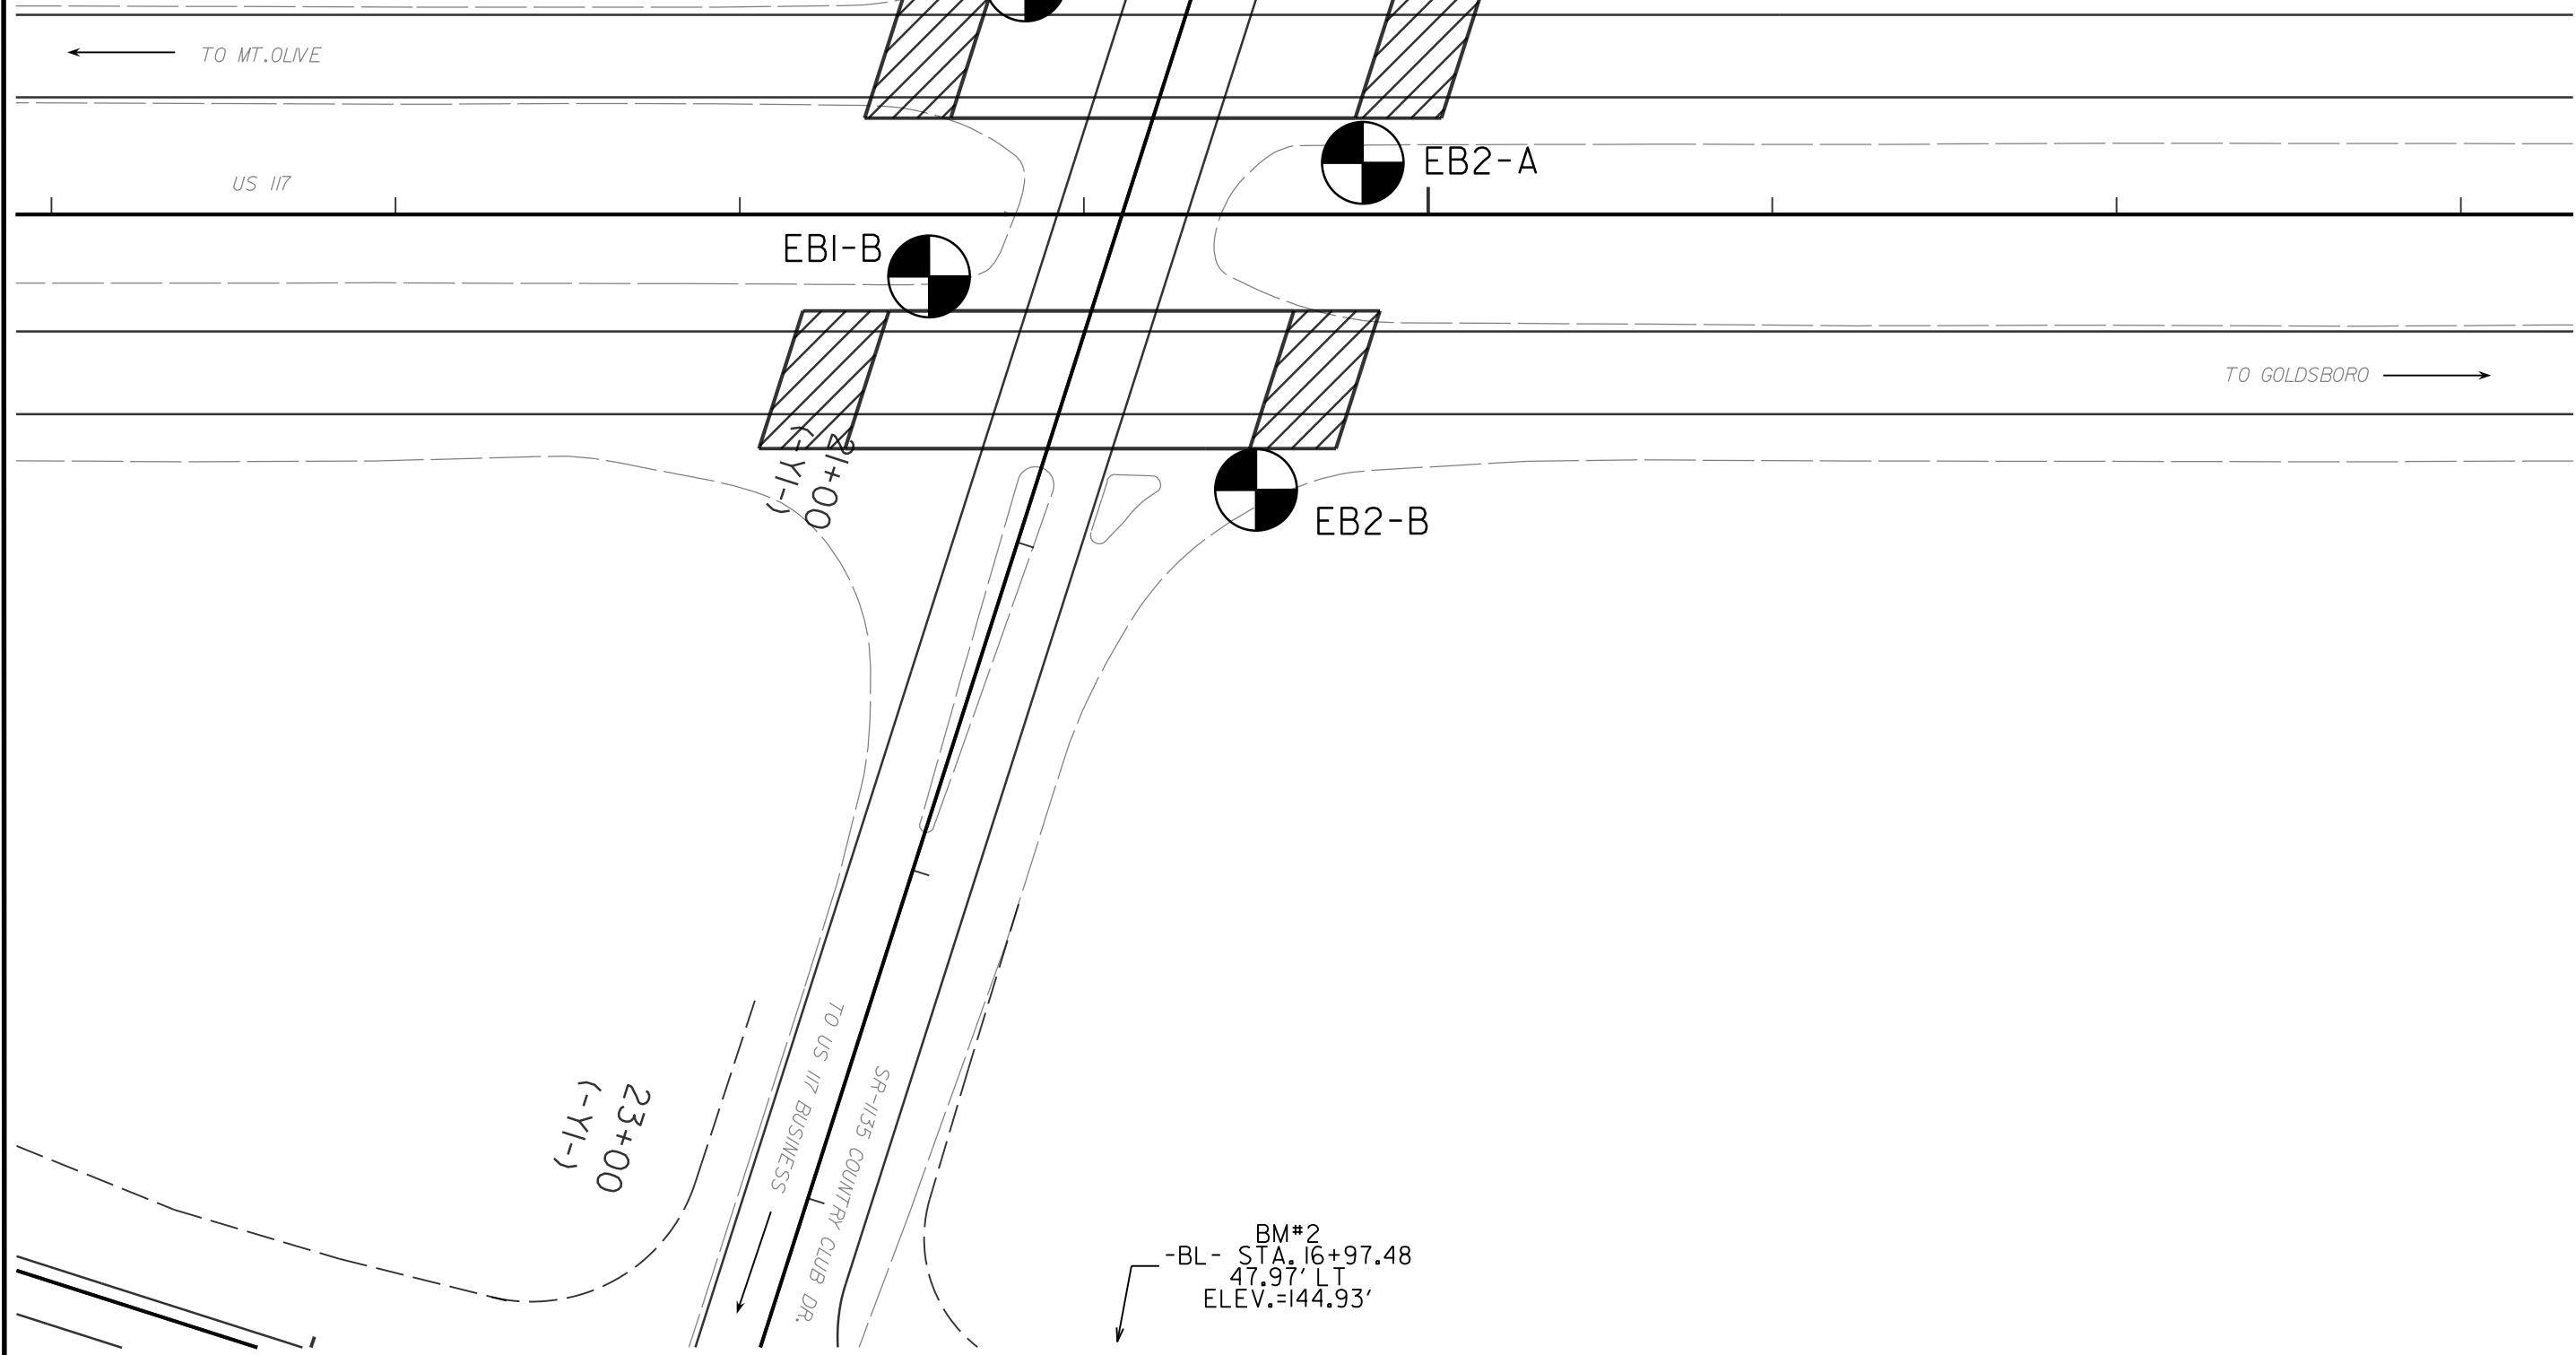 TO MT.OLIVE
EB2-A
US 117
EB1-B
TO GOLDSBORO
21+00
(-Y1-)
EB2-B
TO US 117 BUSINESS
SR-1135 COUNTRY CLUB DR.
23+00
(-Y1-)
BM#2
-BL- STA. 16+97.48
47.97' LT
ELEV.=144.93'